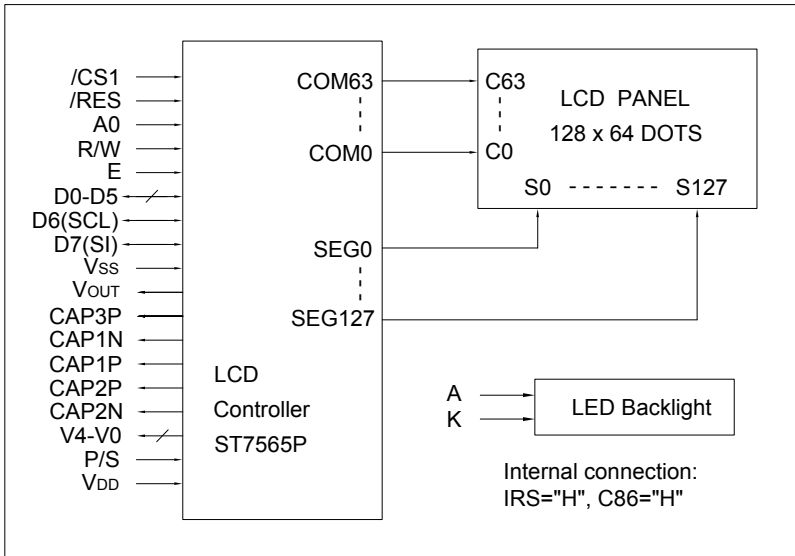 /CS1
/RES
A0
R/W
E
D0-D5
D6(SCL)
D7(SI)
VSS
VOUT
CAP3P
CAP1N
CAP1P
CAP2P
CAP2N
V4-V0
P/S
VDD
COM63
COM0
SEG0
SEG127
LCD
Controller
ST7565P
C63
C0
LCD PANEL
128 x 64 DOTS
S0 ------- S127
A
K
LED Backlight
Internal connection:
IRS="H", C86="H"